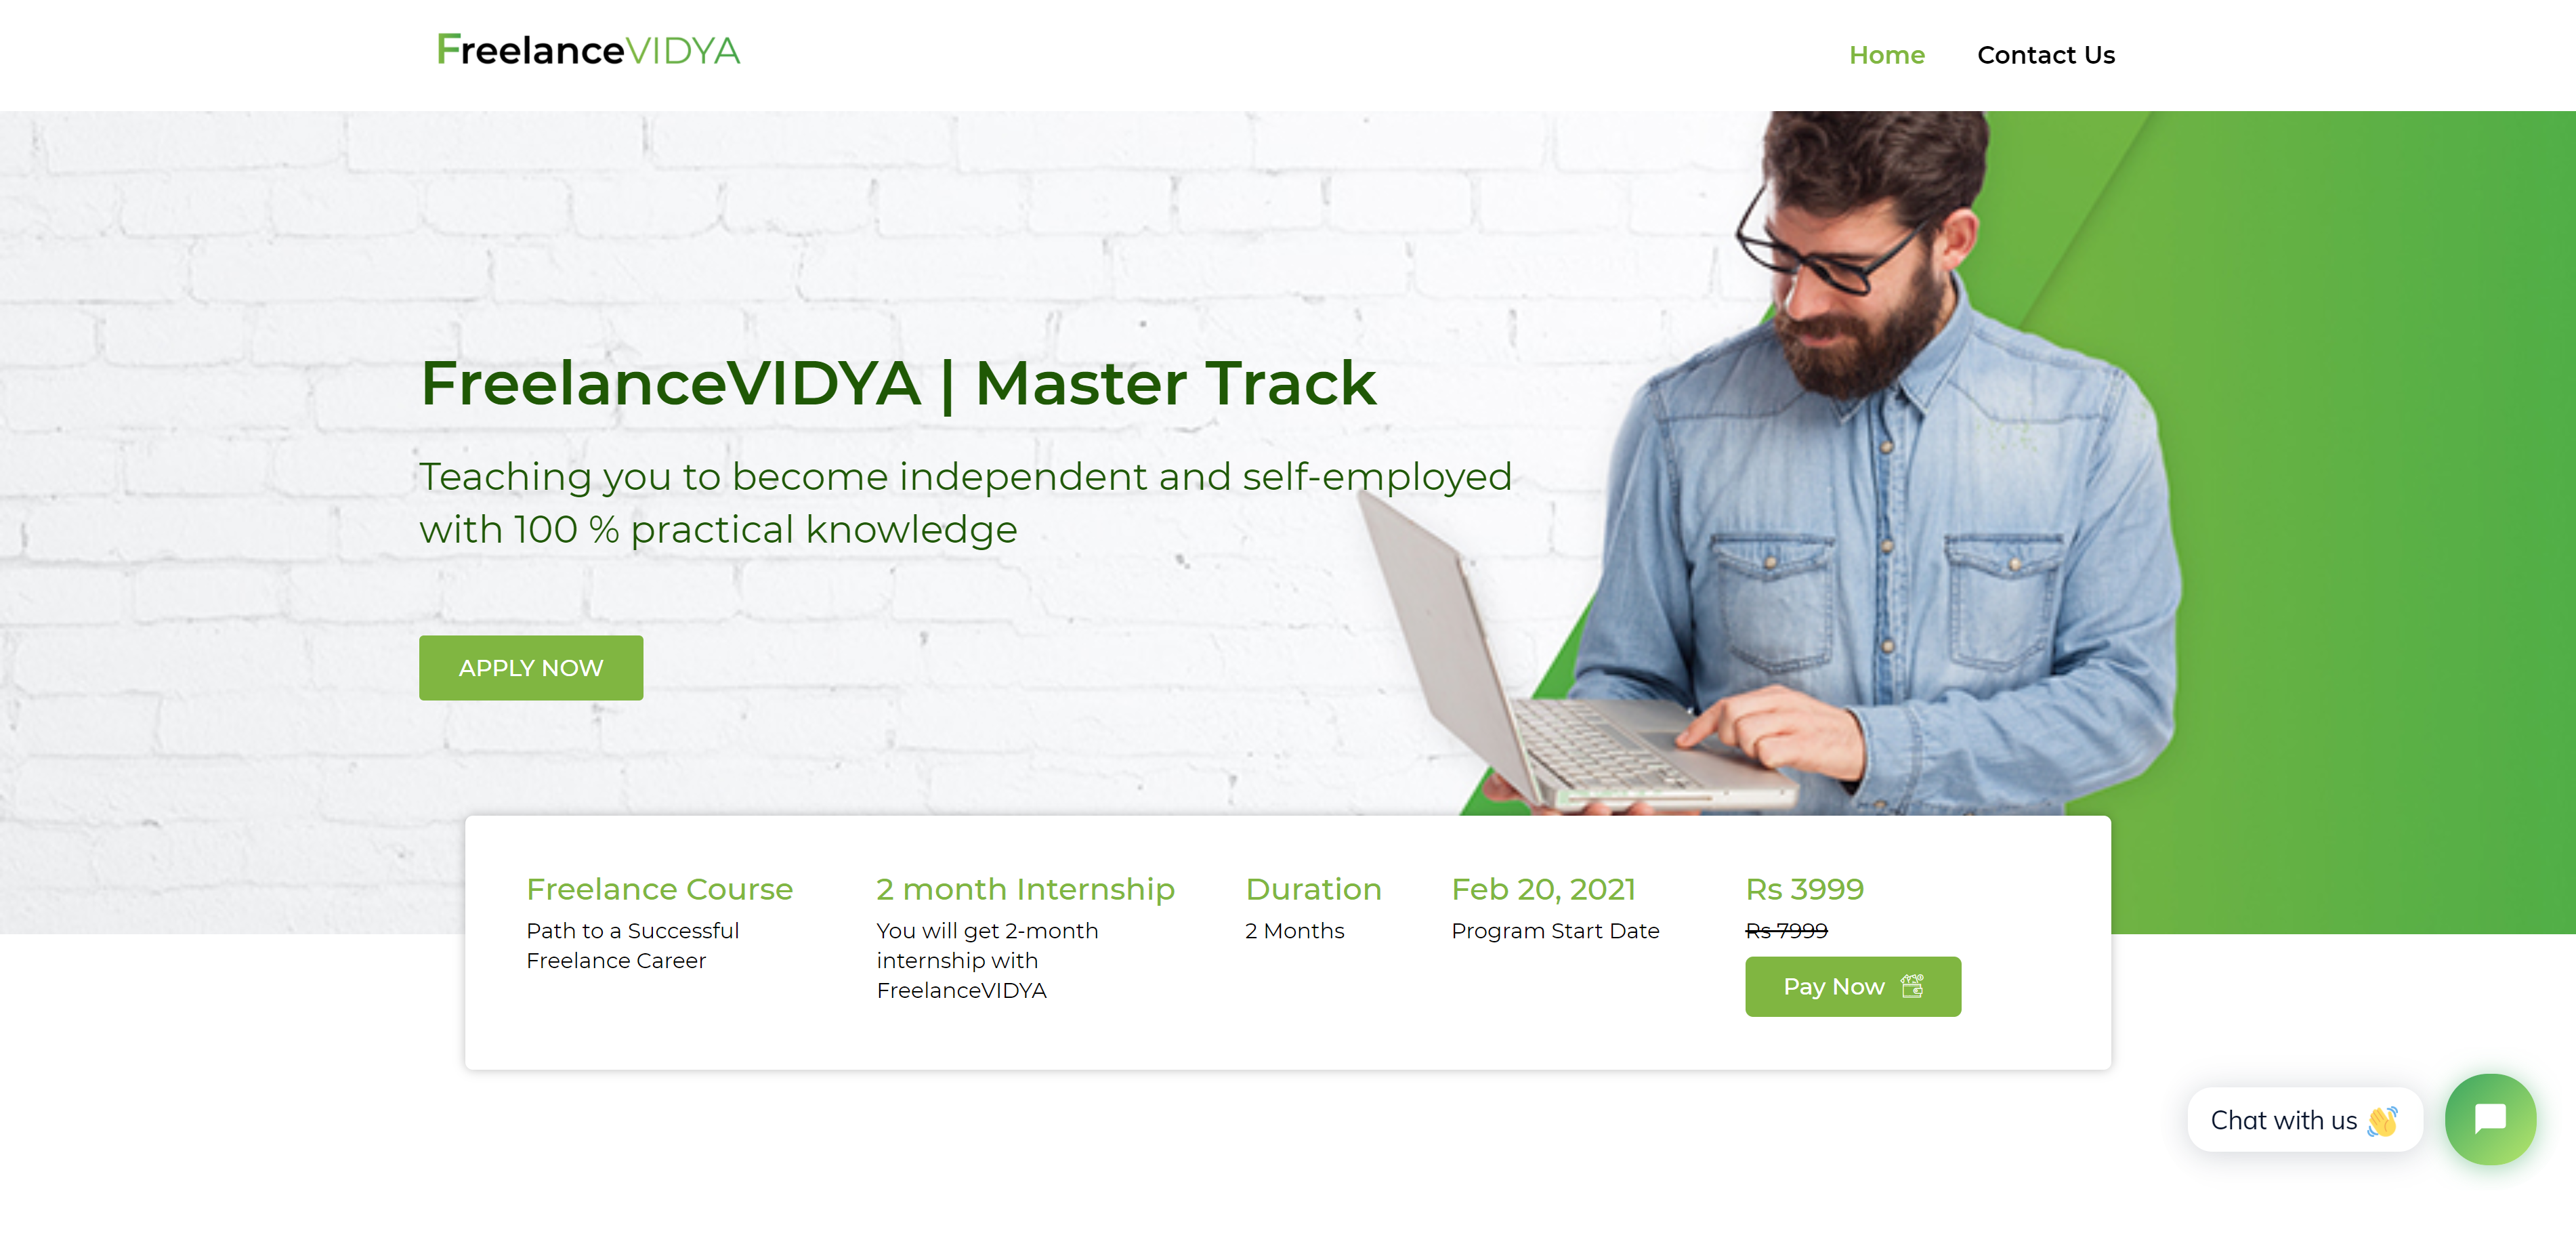 FreelanceVIDYA
Home
Contact Us
FreelanceVIDYA | Master Track
Teaching you to become independent and self-employed
with 100 % practical knowledge
APPLY NOW
Freelance Course
Path to a Successful
Freelance Career
2 month Internship
You will get 2-month
internship with
FreelanceVIDYA
Duration
2 Months
Feb 20, 2021
Program Start Date
Rs 3999
Rs 7999
Pay Now
Chat with us 👋